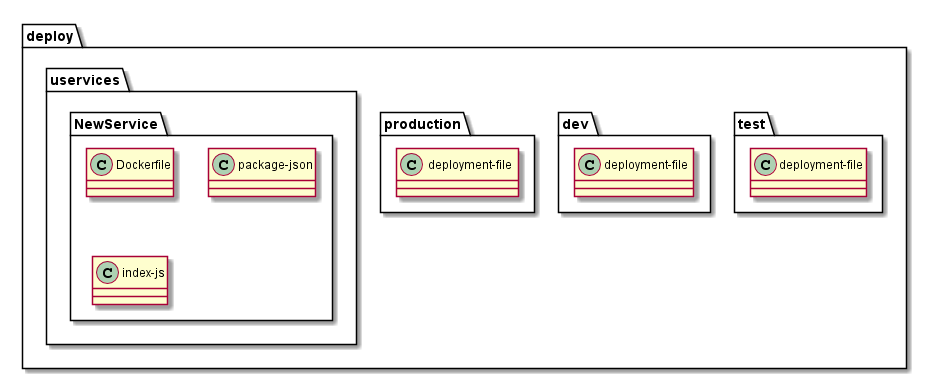 deploy
uservices
NewService
production
dev
test
C Dockerfile
C package-json
C deployment-file
C deployment-file
C deployment-file
C index-js